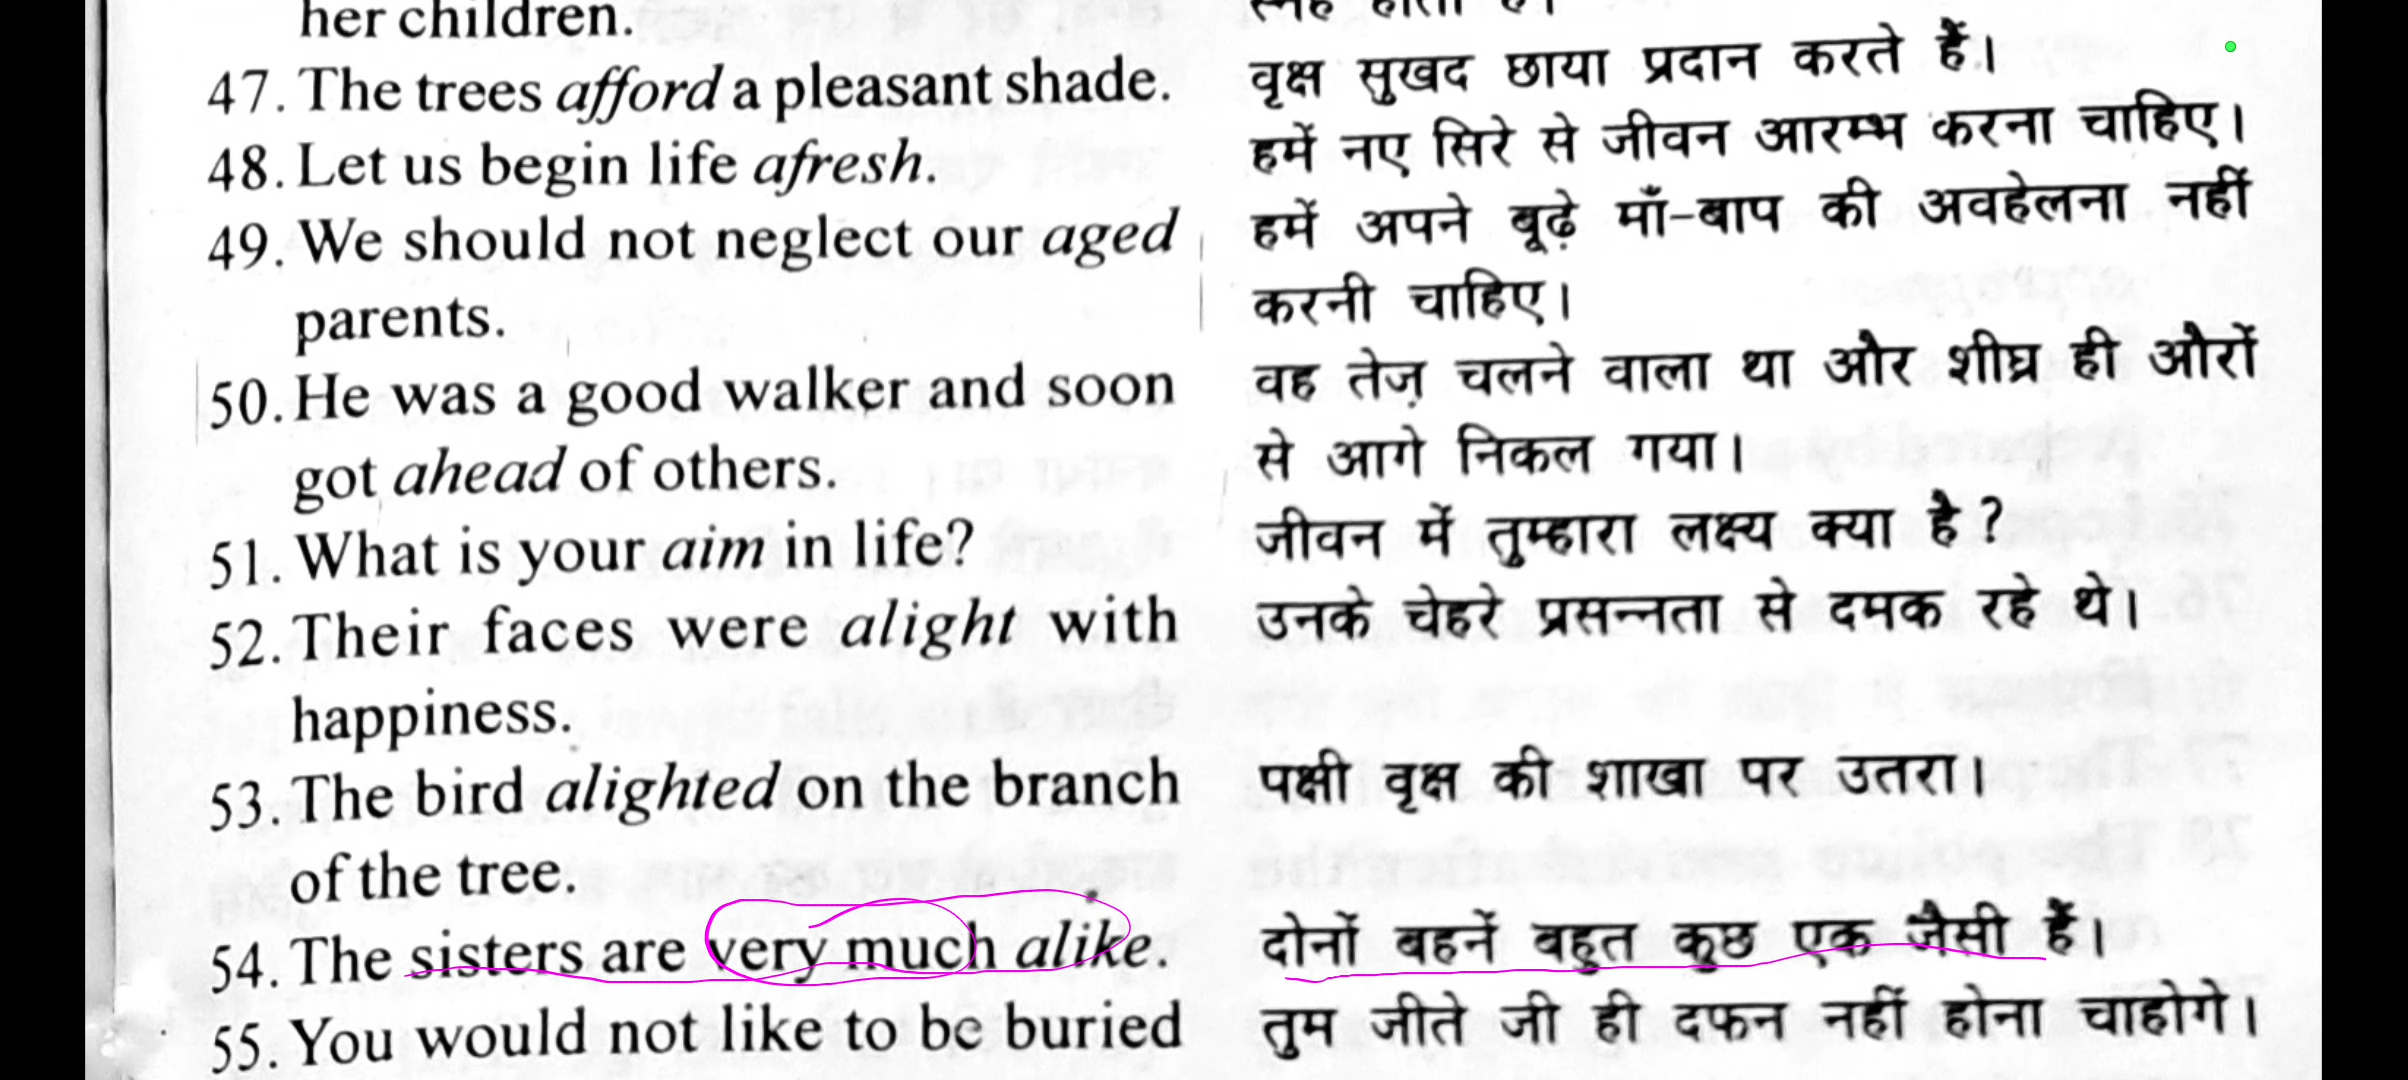 her children.
स्नेह होता है।
47. The trees afford a pleasant shade.
वृक्ष सुखद छाया प्रदान करते हैं।
48. Let us begin life afresh.
हमें नए सिरे से जीवन आरम्भ करना चाहिए।
49. We should not neglect our aged
हमें अपने बूढ़े माँ-बाप की अवहेलना नहीं
parents.
करनी चाहिए।
50. He was a good walker and soon
वह तेज़ चलने वाला था और शीघ्र ही औरों
got ahead of others.
से आगे निकल गया।
51. What is your aim in life?
जीवन में तुम्हारा लक्ष्य क्या है?
52. Their faces were alight with
उनके चेहरे प्रसन्नता से दमक रहे थे।
happiness.
53. The bird alighted on the branch
पक्षी वृक्ष की शाखा पर उतरा।
of the tree.
54. The sisters are very much alike.
दोनों बहनें बहुत कुछ एक जैसी हैं।
55. You would not like to be buried
तुम जीते जी ही दफन नहीं होना चाहोगे।